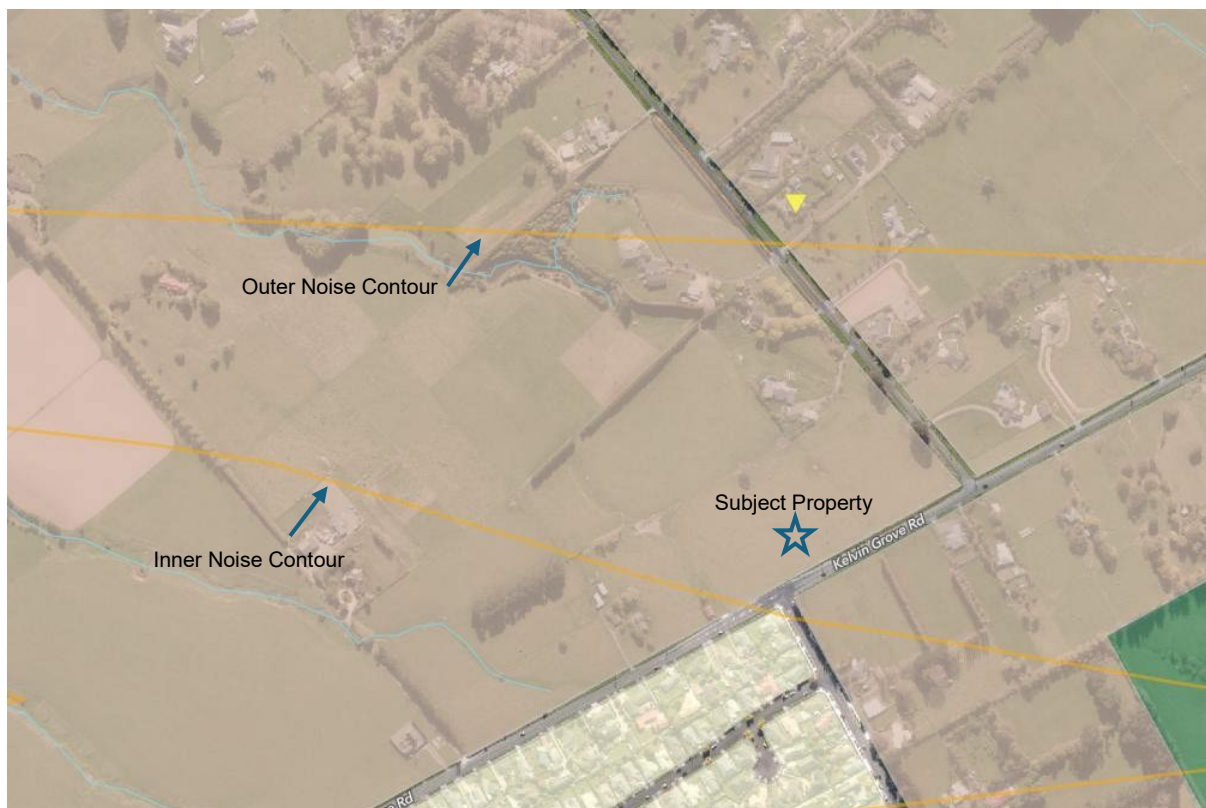 Outer Noise Contour
Subject Property
Kelvin Grove Rd
Inner Noise Contour
Rd